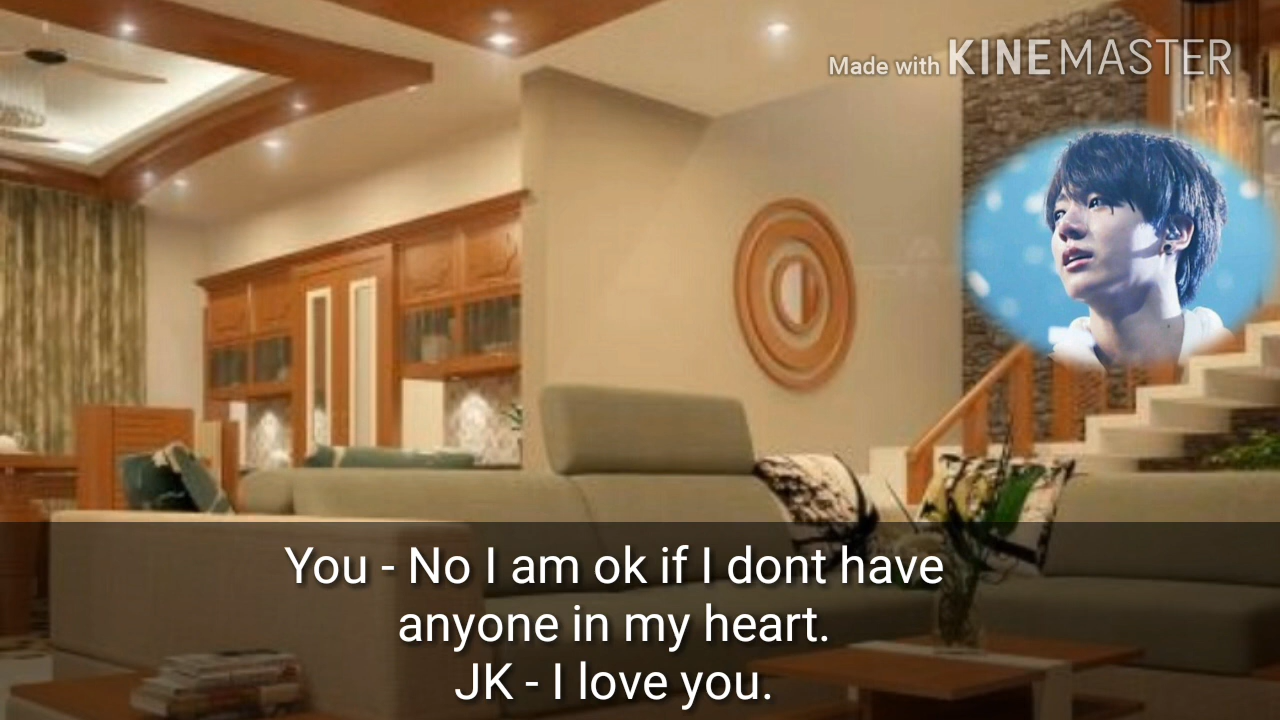 Made with KINEMASTER
You - No I am ok if I dont have
anyone in my heart.
JK - I love you.